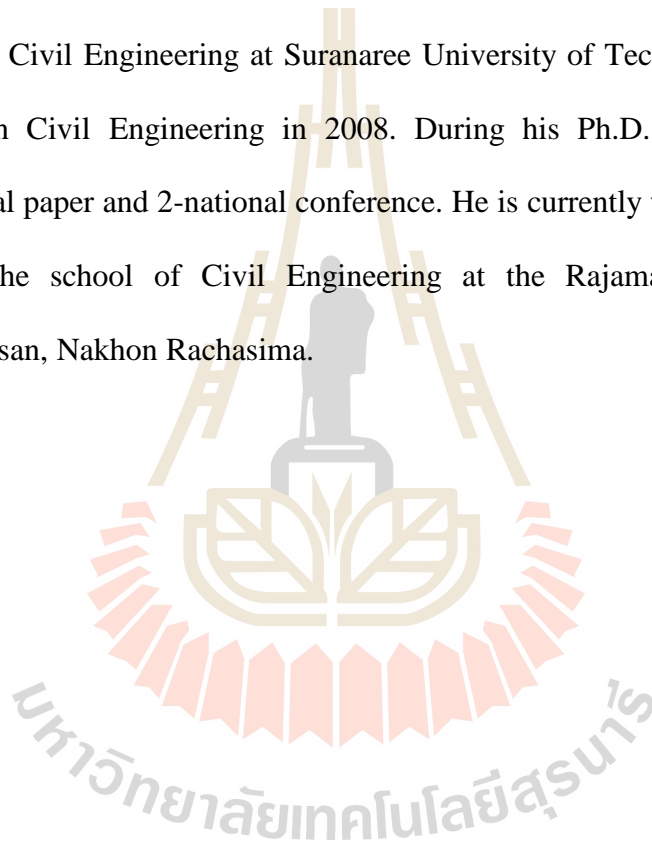 Civil Engineering at Suranaree University of Tec
n Civil Engineering in 2008. During his Ph.D.
al paper and 2-national conference. He is currently
he school of Civil Engineering at the Rajama
san, Nakhon Rachasima.
มหาวิทยาลัยเทคโนโลยีสุรนารี